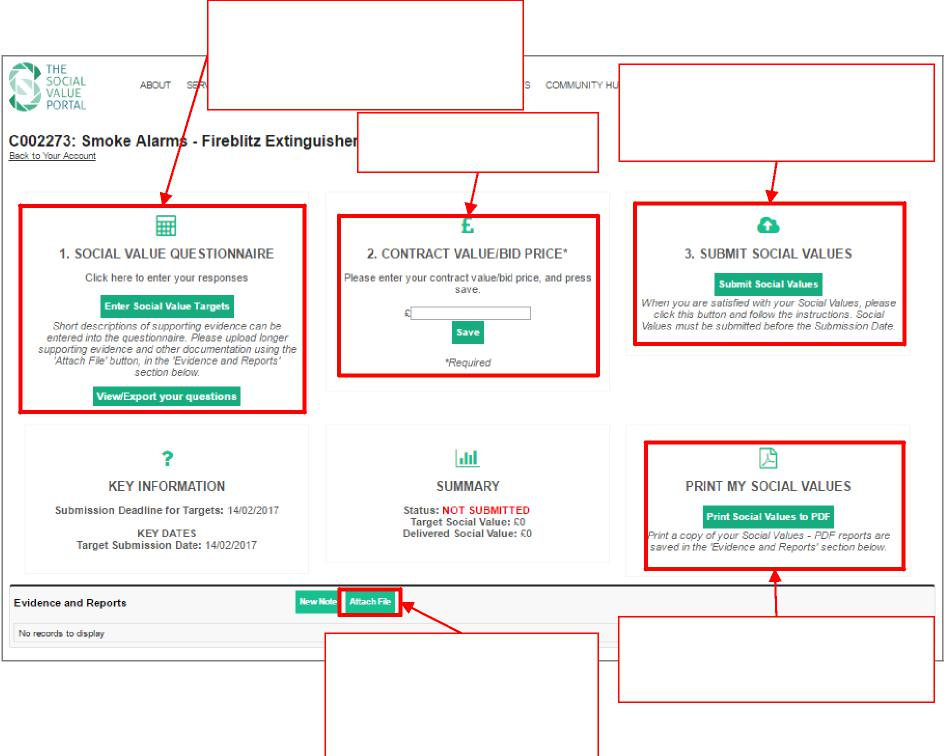 THE
SOCIAL
VALUE
PORTAL
ABOUT
COMMUNITY
C002273: Smoke Alarms - Fireblitz Extinguisher
Back to Your Account
1. SOCIAL VALUE QUESTIONNAIRE
Click here to enter your responses
Enter Social Value Targets
Short descriptions of supporting evidence can be
entered into the questionnaire. Please upload longer
supporting evidence and other documentation using the
'Attach File' button, in the 'Evidence and Reports'
section below.
View/Export your questions
£
2. CONTRACT VALUE/BID PRICE*
Please enter your contract value/bid price, and press
save.
£
Save
*Required
3. SUBMIT SOCIAL VALUES
Submit Social Values
When you are satisfied with your Social Values, please
click this button and follow the instructions. Social
Values must be submitted before the Submission Date.
?
KEY INFORMATION
Submission Deadline for Targets: 14/02/2017
KEY DATES
Target Submission Date: 14/02/2017
SUMMARY
Status: NOT SUBMITTED
Target Social Value: £0
Delivered Social Value: £0
PRINT MY SOCIAL VALUES
Print Social Values to PDF
Print a copy of your Social Values - PDF reports are
saved in the 'Evidence and Reports' section below.
Evidence and Reports
New Note
Attach File
No records to display